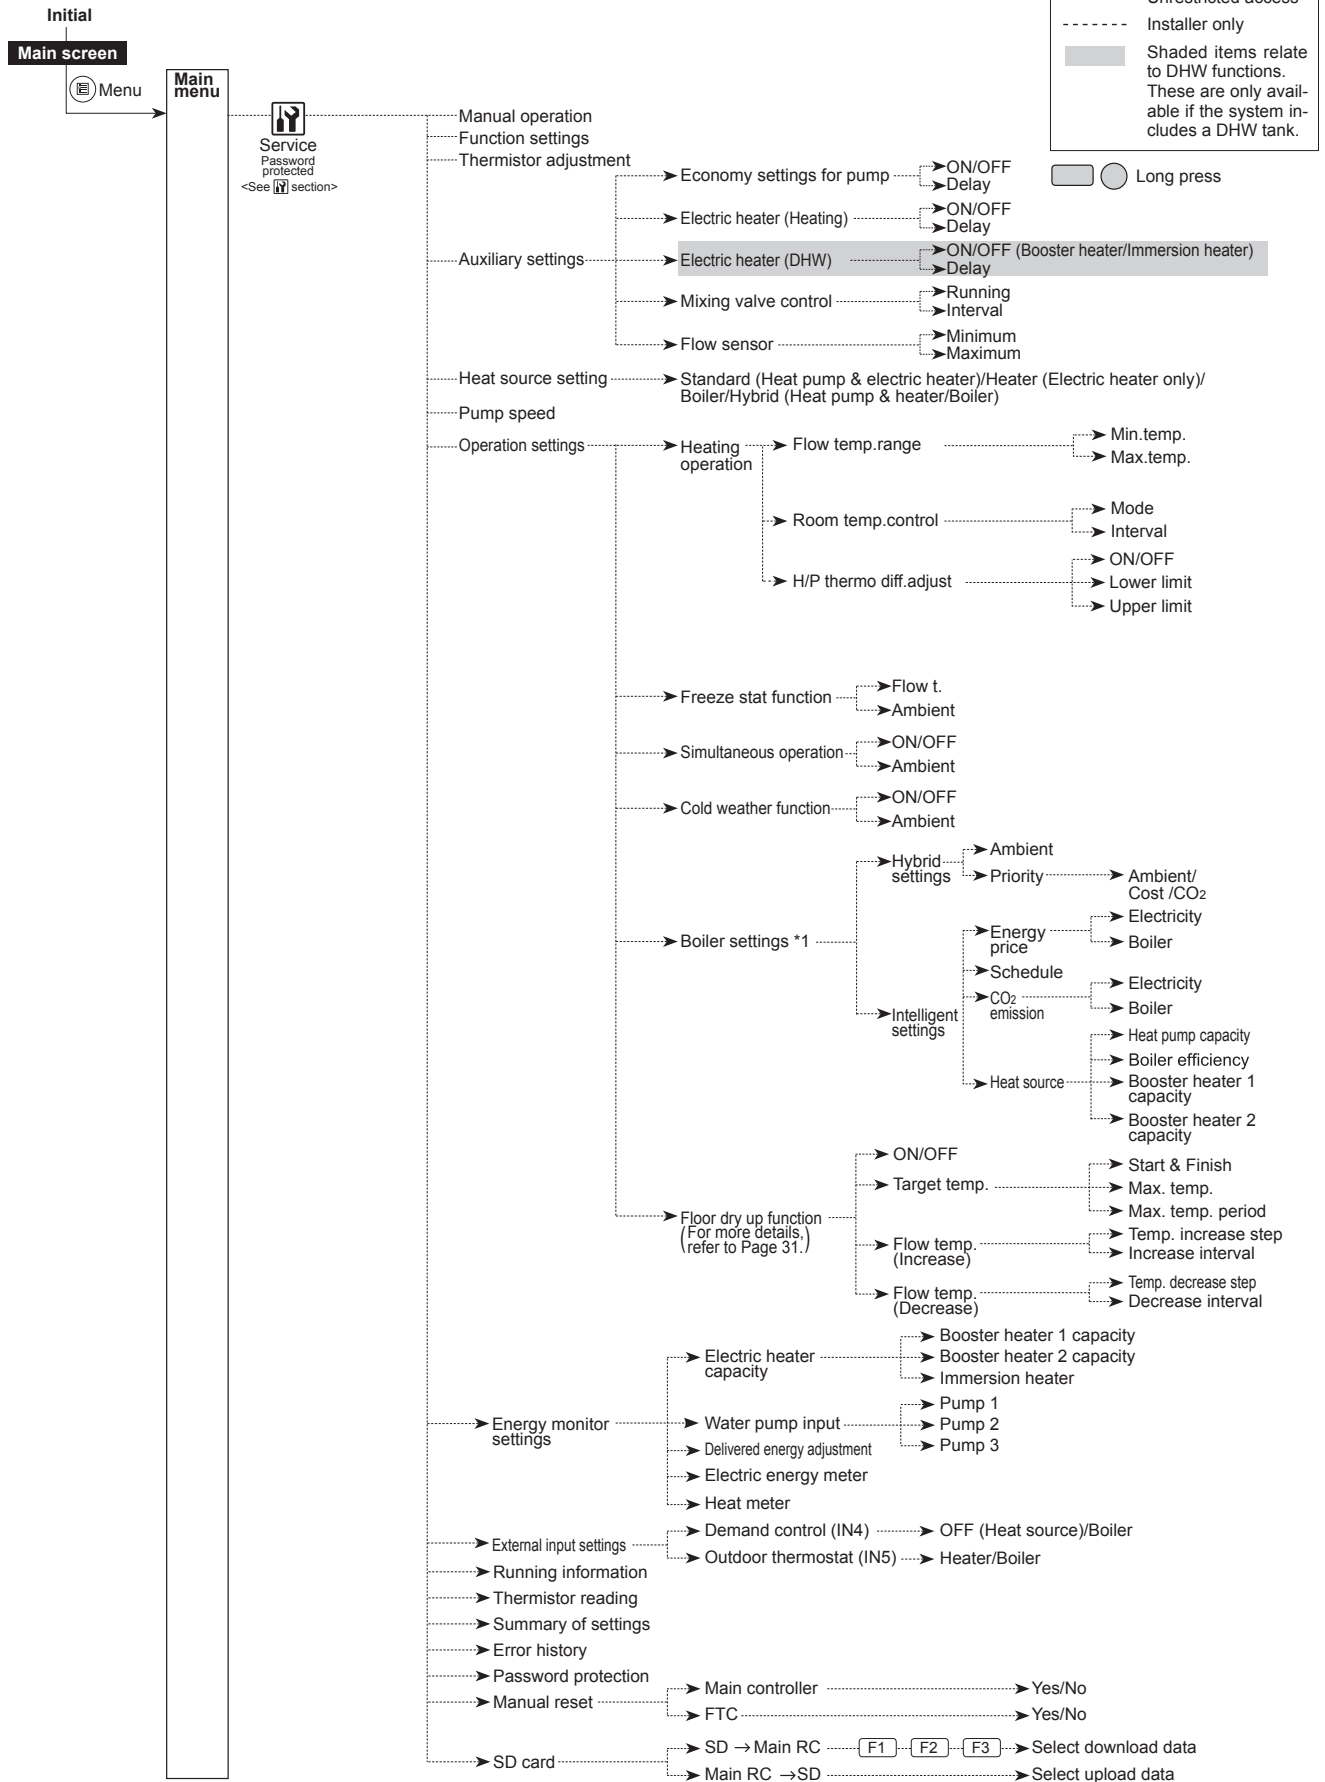 Initial
Unrestricted access
Main screen
Installer only
Shaded items relate
to DHW functions.
These are only avail-
able if the system in-
cludes a DHW tank.
Long press
Menu
Main
menu
Service
Password
protected
<See section>
Manual operation
Function settings
Thermistor adjustment
Auxiliary settings
Economy settings for pump
ON/OFF
Delay
Electric heater (Heating)
ON/OFF
Delay
Electric heater (DHW)
ON/OFF (Booster heater/Immersion heater)
Delay
Mixing valve control
Running
Interval
Flow sensor
Minimum
Maximum
Heat source setting
Standard (Heat pump & electric heater)/Heater (Electric heater only)/
Boiler/Hybrid (Heat pump & heater/Boiler)
Pump speed
Operation settings
Heating
operation
Flow temp.range
Min.temp.
Max.temp.
Room temp.control
Mode
Interval
H/P thermo diff.adjust
ON/OFF
Lower limit
Upper limit
Freeze stat function
Flow t.
Ambient
Simultaneous operation
ON/OFF
Ambient
Cold weather function
ON/OFF
Ambient
Boiler settings *1
Hybrid
settings
Ambient
Priority
Ambient/
Cost /CO2
Intelligent
settings
Energy
price
Electricity
Boiler
Schedule
CO2
emission
Electricity
Boiler
Heat source
Heat pump capacity
Boiler efficiency
Booster heater 1
capacity
Booster heater 2
capacity
Floor dry up function
(For more details,
refer to Page 31.)
ON/OFF
Target temp.
Start & Finish
Max. temp.
Max. temp. period
Flow temp.
(Increase)
Temp. increase step
Increase interval
Flow temp.
(Decrease)
Temp. decrease step
Decrease interval
Energy monitor
settings
Electric heater
capacity
Booster heater 1 capacity
Booster heater 2 capacity
Immersion heater
Water pump input
Pump 1
Pump 2
Pump 3
Delivered energy adjustment
Electric energy meter
Heat meter
External input settings
Demand control (IN4)
OFF (Heat source)/Boiler
Outdoor thermostat (IN5)
Heater/Boiler
Running information
Thermistor reading
Summary of settings
Error history
Password protection
Manual reset
Main controller
Yes/No
FTC
Yes/No
SD card
SD → Main RC
F1 F2 F3
Select download data
Main RC → SD
Select upload data